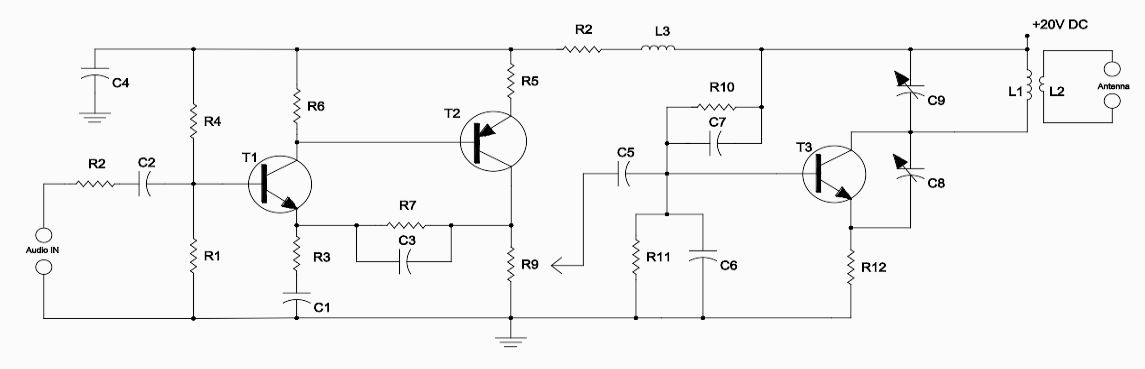 +20V DC
R2
L3
C4
R6
R5
R10
C9
L1
L2
Antenna
R4
T2
C7
T1
T3
R2
C2
C5
C8
R7
Audio IN
C3
R1
R3
R9
R11
C6
R12
C1